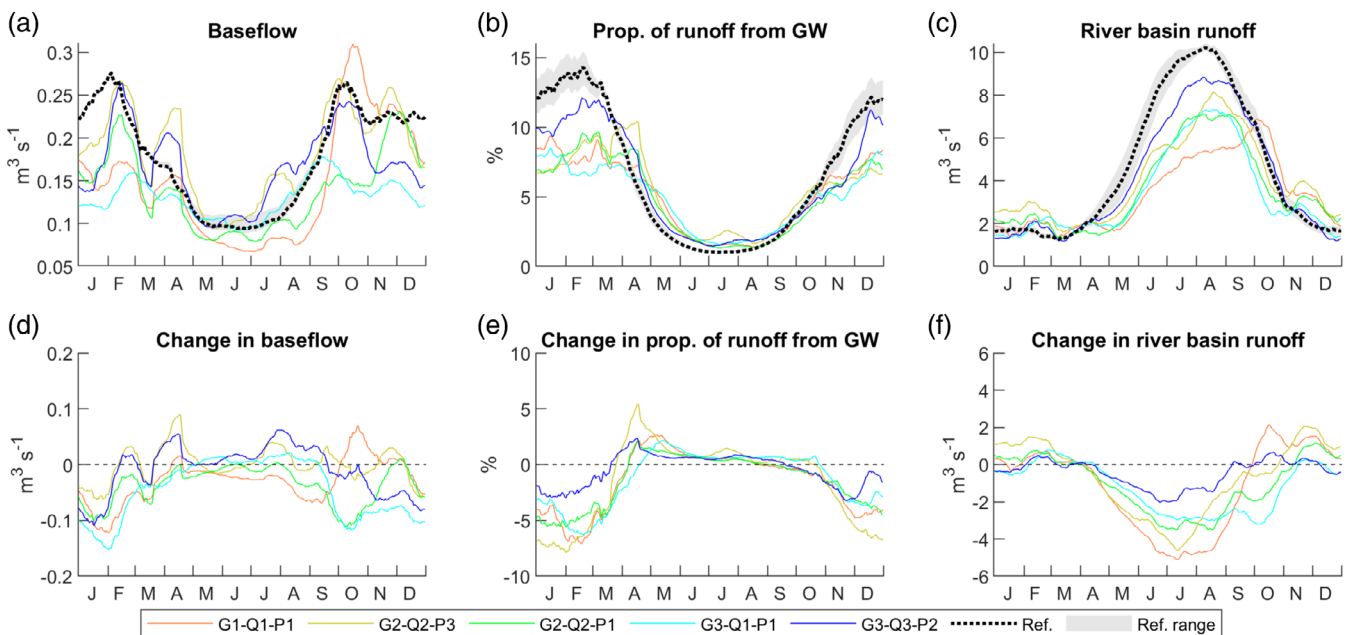 (a) Baseflow
0.3
0.25
0.2
0.15
0.1
0.05
m³ s⁻¹
J F M A M J J A S O N D
(b) Prop. of runoff from GW
15
10
5
0
%
J F M A M J J A S O N D
(c) River basin runoff
10
8
6
4
2
0
m³ s⁻¹
J F M A M J J A S O N D
(d) Change in baseflow
0.2
0.1
0
-0.1
-0.2
m³ s⁻¹
J F M A M J J A S O N D
(e) Change in prop. of runoff from GW
10
5
0
-5
-10
%
J F M A M J J A S O N D
(f) Change in river basin runoff
6
4
2
0
-2
-4
-6
m³ s⁻¹
J F M A M J J A S O N D
G1-Q1-P1 G2-Q2-P3 G2-Q2-P1 G3-Q1-P1 G3-Q3-P2 Ref. Ref. range